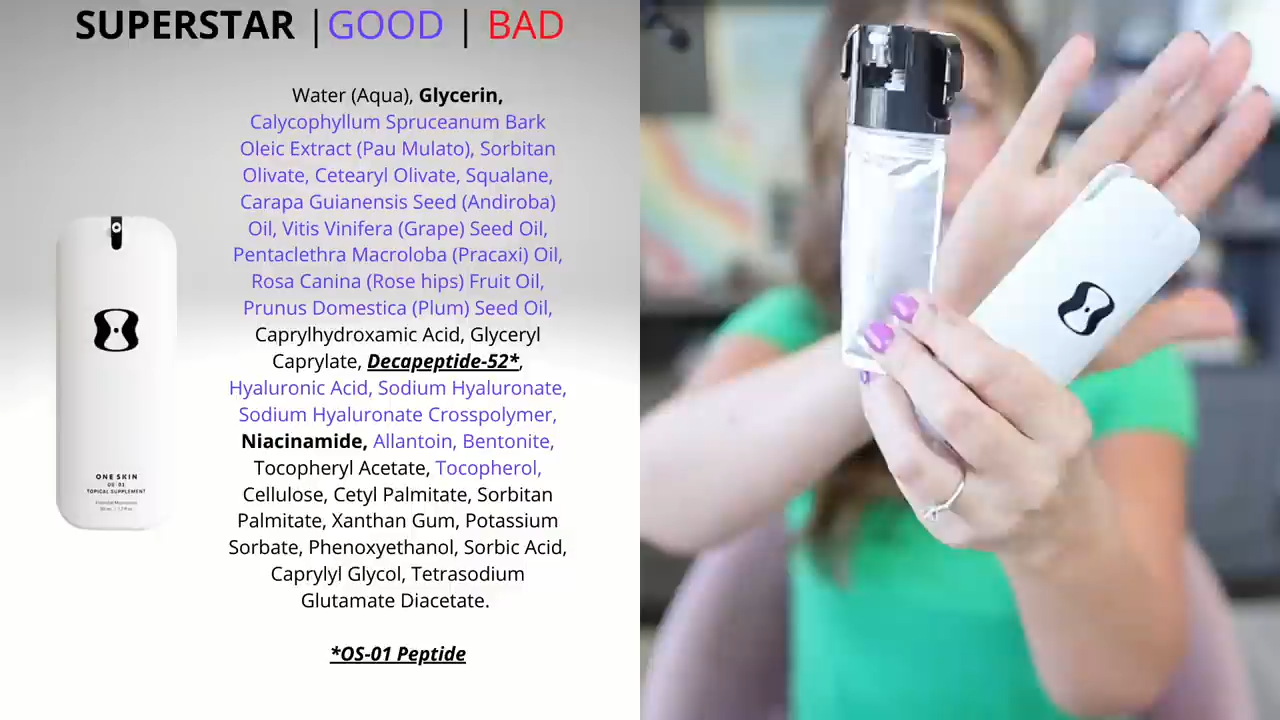 SUPERSTAR | GOOD | BAD
Water (Aqua), Glycerin,
Calycophyllum Spruceanum Bark
Oleic Extract (Pau Mulato), Sorbitan
Olivate, Cetearyl Olivate, Squalane,
Carapa Guianensis Seed (Andiroba)
Oil, Vitis Vinifera (Grape) Seed Oil,
Pentaclethra Macroloba (Pracaxi) Oil,
Rosa Canina (Rose hips) Fruit Oil,
Prunus Domestica (Plum) Seed Oil,
Caprylhydroxamic Acid, Glyceryl
Caprylate, Decapeptide-52*,
Hyaluronic Acid, Sodium Hyaluronate,
Sodium Hyaluronate Crosspolymer,
Niacinamide, Allantoin, Bentonite,
Tocopheryl Acetate, Tocopherol,
Cellulose, Cetyl Palmitate, Sorbitan
Palmitate, Xanthan Gum, Potassium
Sorbate, Phenoxyethanol, Sorbic Acid,
Caprylyl Glycol, Tetrasodium
Glutamate Diacetate.
*OS-01 Peptide
ONE SKIN
OS-01
TOPICAL SUPPLEMENT